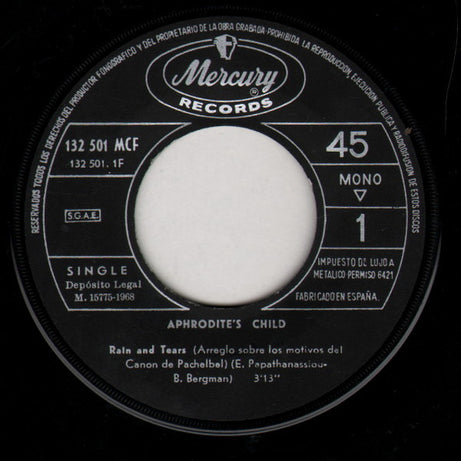 RESERVADOS TODOS LOS DERECHOS DEL PRODUCTOR FONOGRAFICO Y DEL PROPIETARIO DE LA OBRA GRABADA-PROHIBIDA LA REPRODUCCION, EJECUCION PUBLICA Y RADIODIFUSION DE ESTOS DISCOS
Mercury
®
RECORDS
132 501 MCF
132 501. 1F
45
MONO
S.G.A.E.
1
SINGLE
Depósito Legal
M. 15775-1968
IMPUESTO DE LUJO A
METALICO PERMISO 6421
FABRICADO EN ESPAÑA.
APHRODITE'S CHILD
Rain and Tears (Arreglo sobre los motivos del
Canon de Pachelbel) (E. Papathanassiou-
B. Bergman) 3'13"